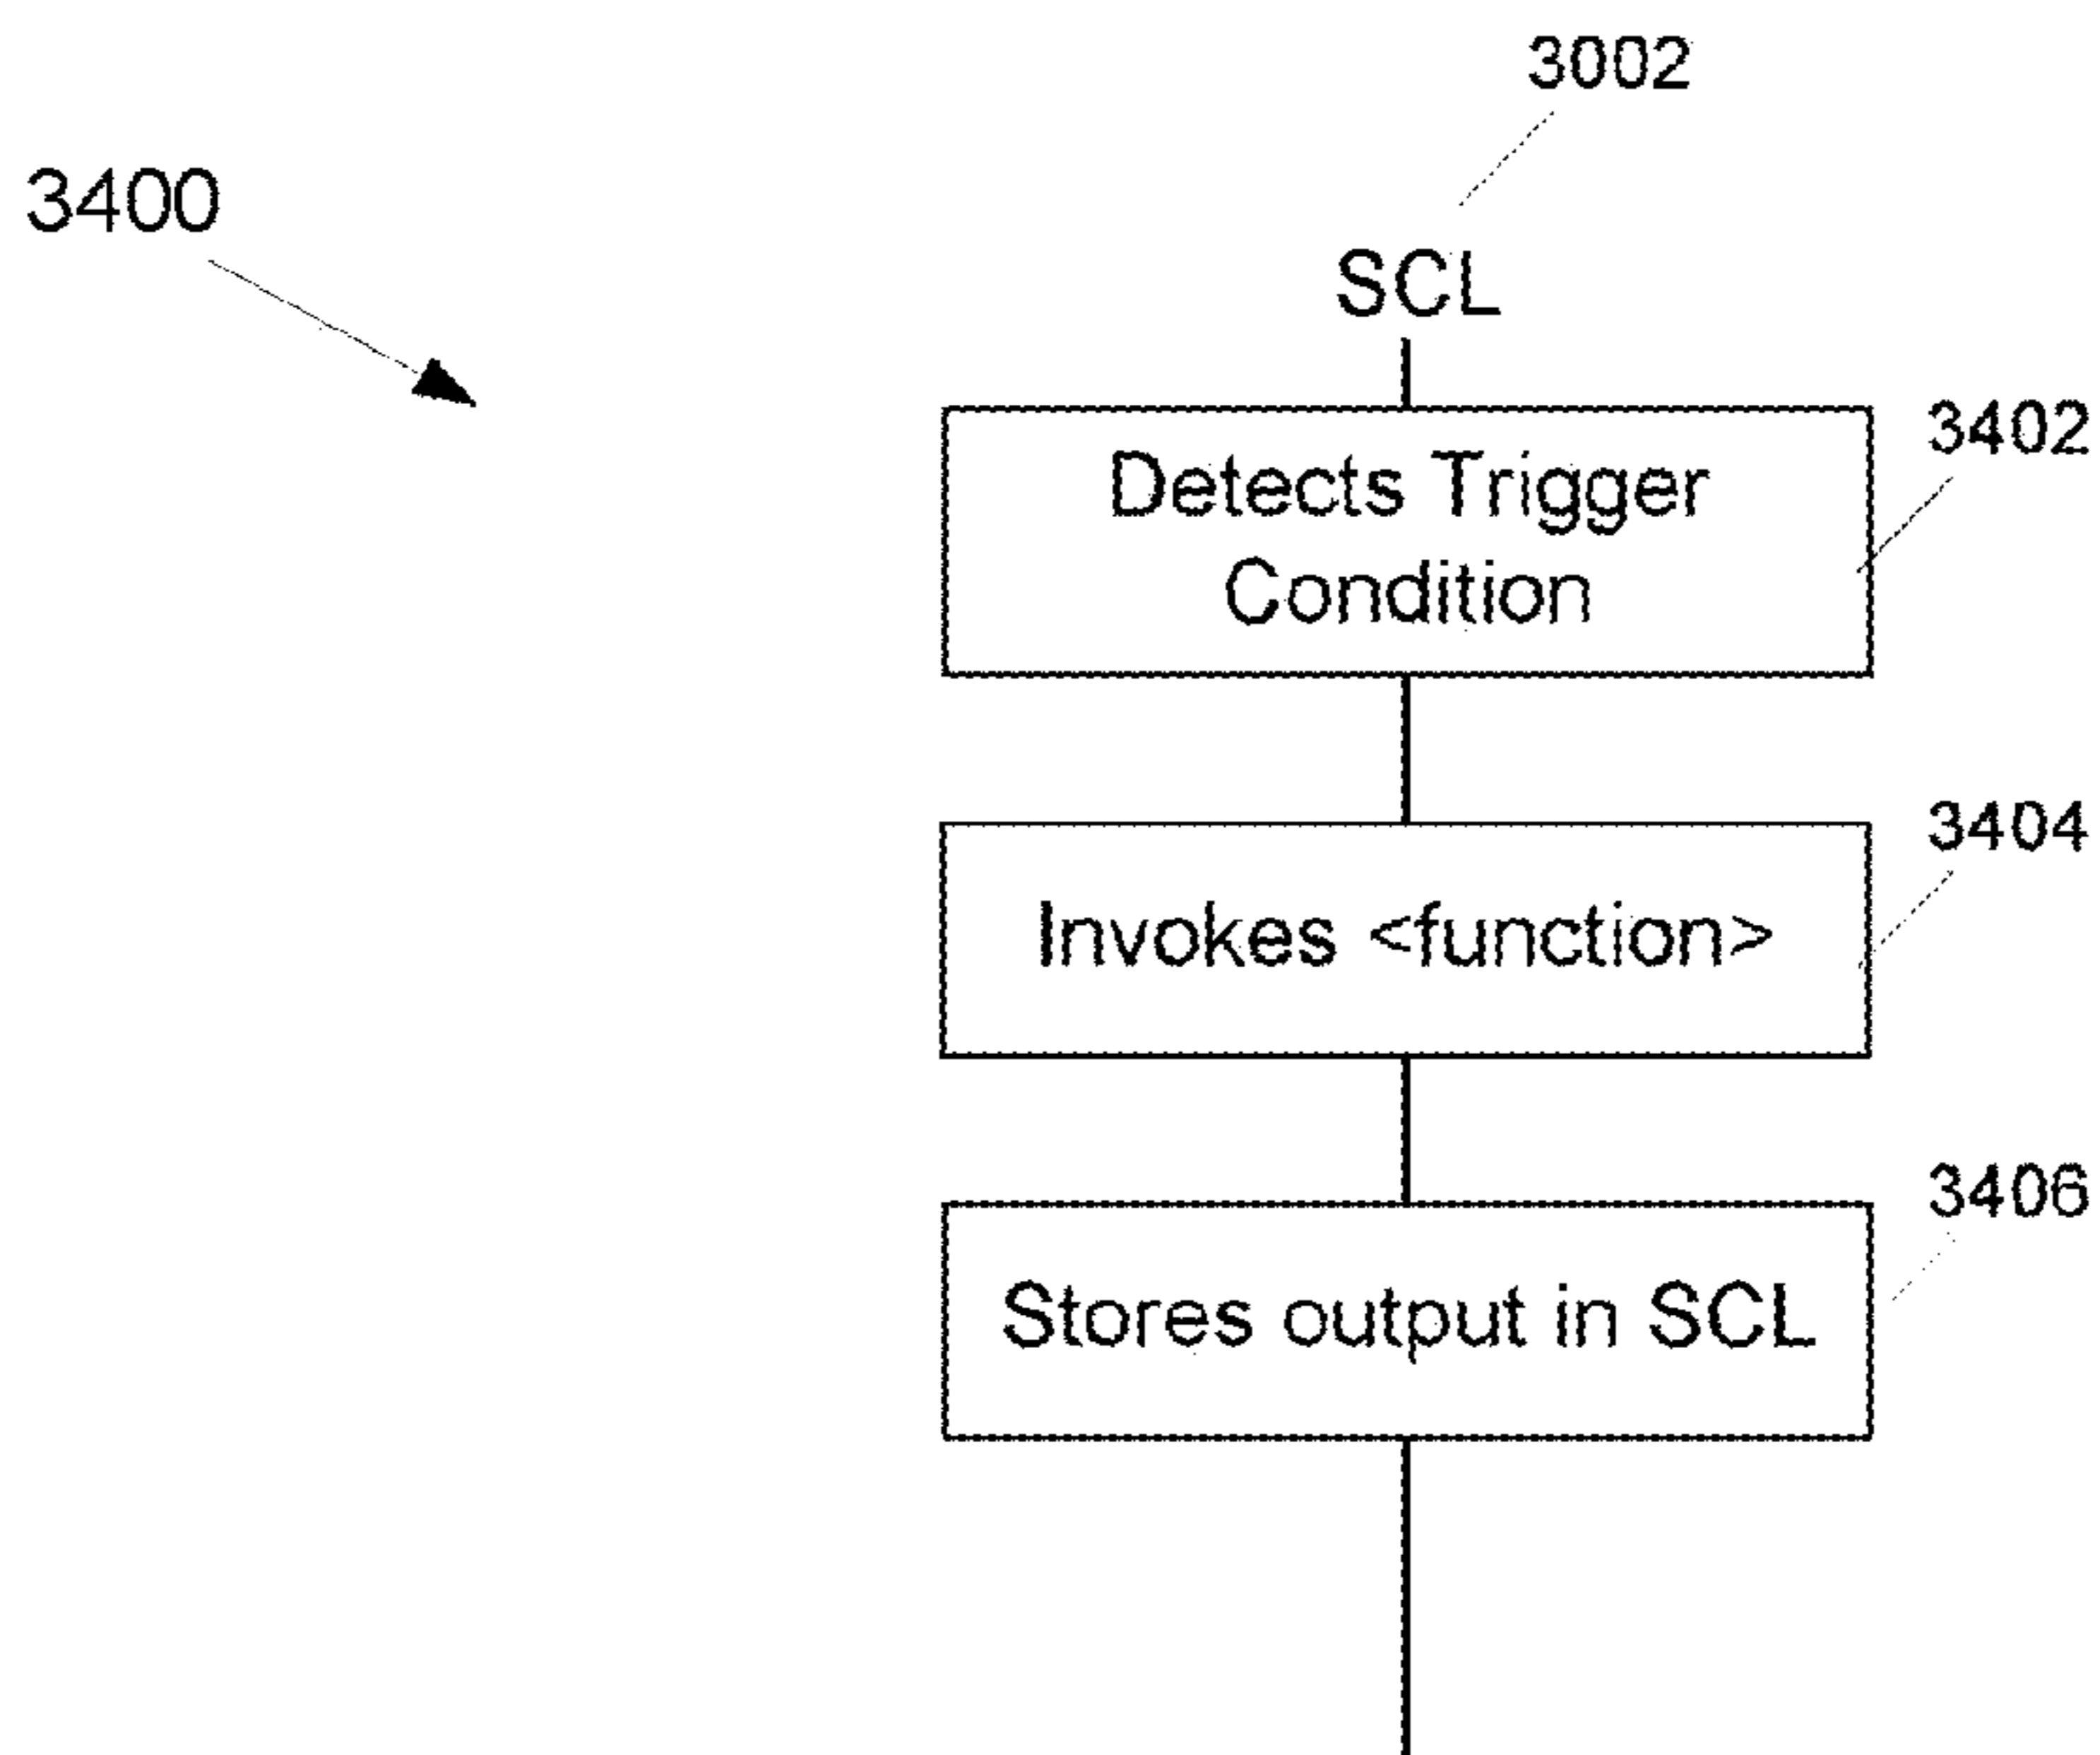 3002
3400
SCL
3402
Detects Trigger
Condition
3404
Invokes <function>
3406
Stores output in SCL